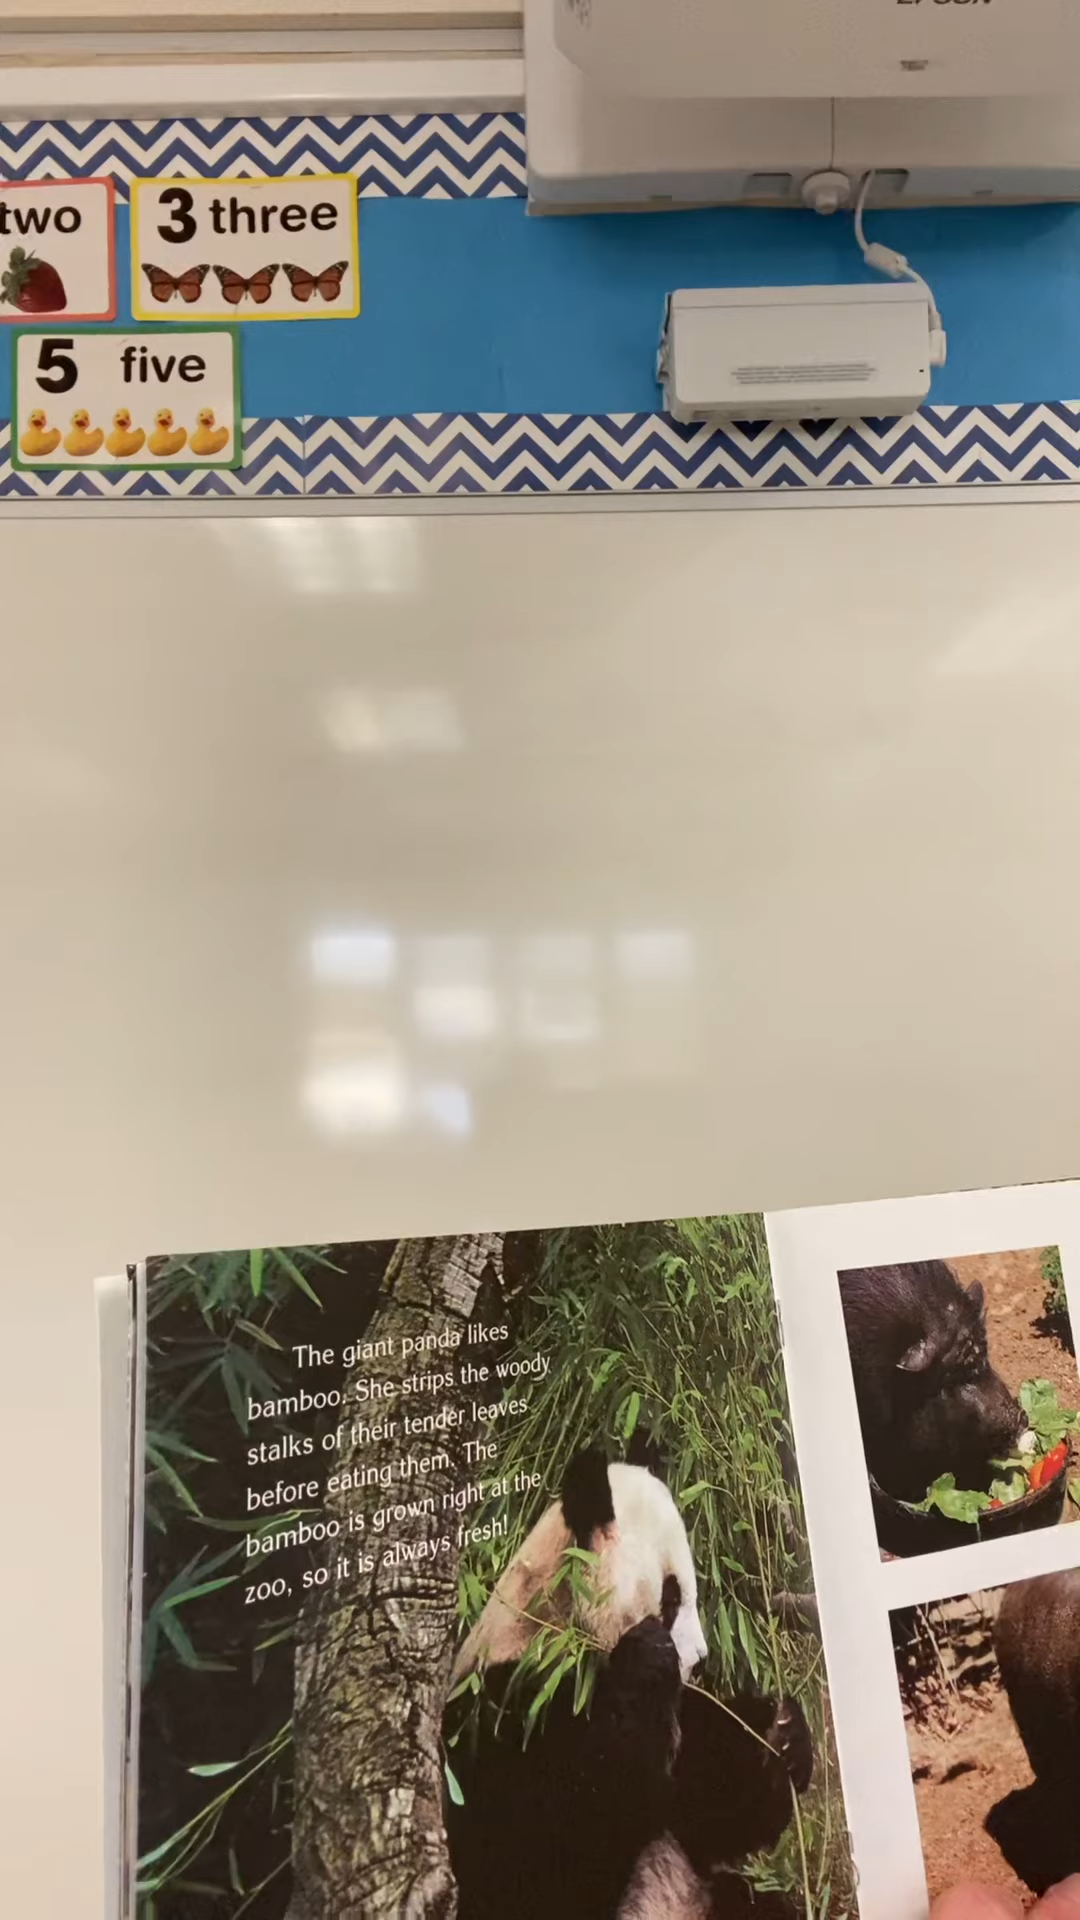 two
3 three
5 five
The giant panda likes
bamboo. She strips the woody
stalks of their tender leaves
before eating them. The
bamboo is grown right at the
zoo, so it is always fresh!